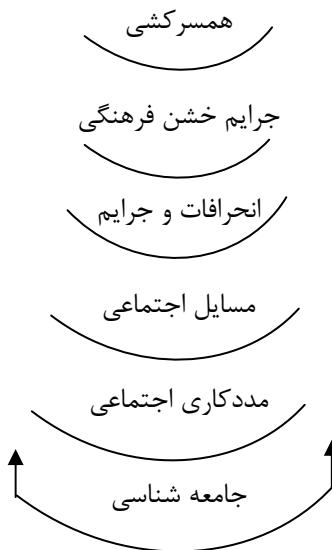 همسرکشی
جرایم خشن فرهنگی
انحرافات و جرایم
مسایل اجتماعی
مددکاری اجتماعی
جامعه شناسی